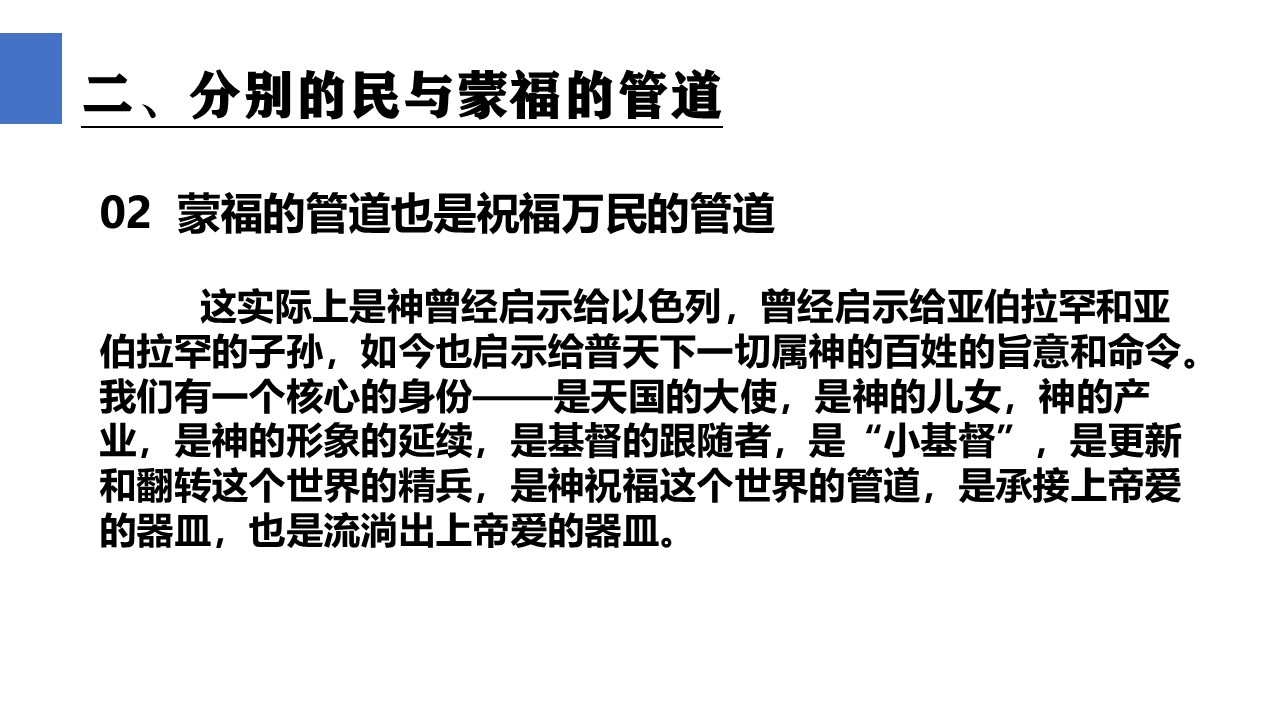 二、分别的民与蒙福的管道
02 蒙福的管道也是祝福万民的管道
这实际上是神曾经启示给以色列，曾经启示给亚伯拉罕和亚
伯拉罕的子孙，如今也启示给普天下一切属神的百姓的旨意和命令。
我们有一个核心的身份——是天国的大使，是神的儿女，神的产
业，是神的形象的延续，是基督的跟随者，是“小基督”，是更新
和翻转这个世界的精兵，是神祝福这个世界的管道，是承接上帝爱
的器皿，也是流淌出上帝爱的器皿。